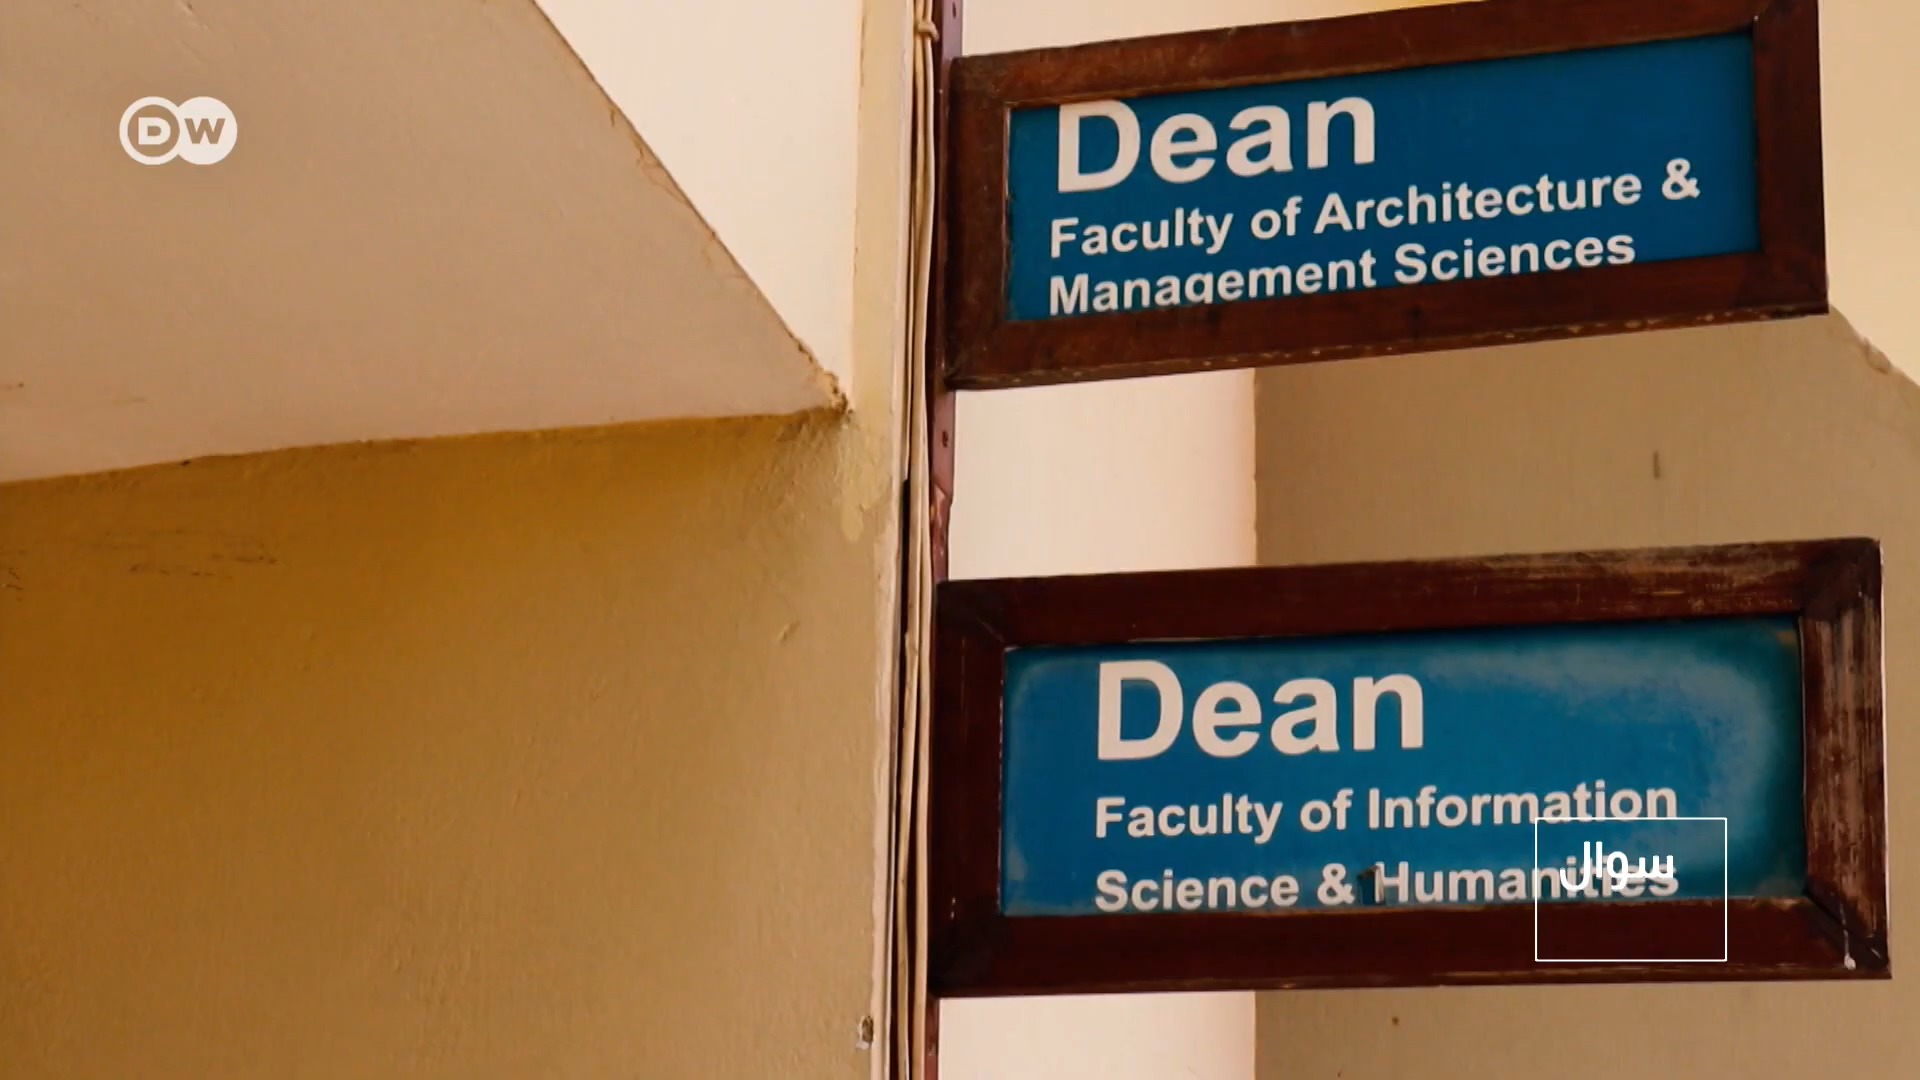 DW
Dean
Faculty of Architecture &
Management Sciences
Dean
Faculty of Information
Science & Humanities
سوال